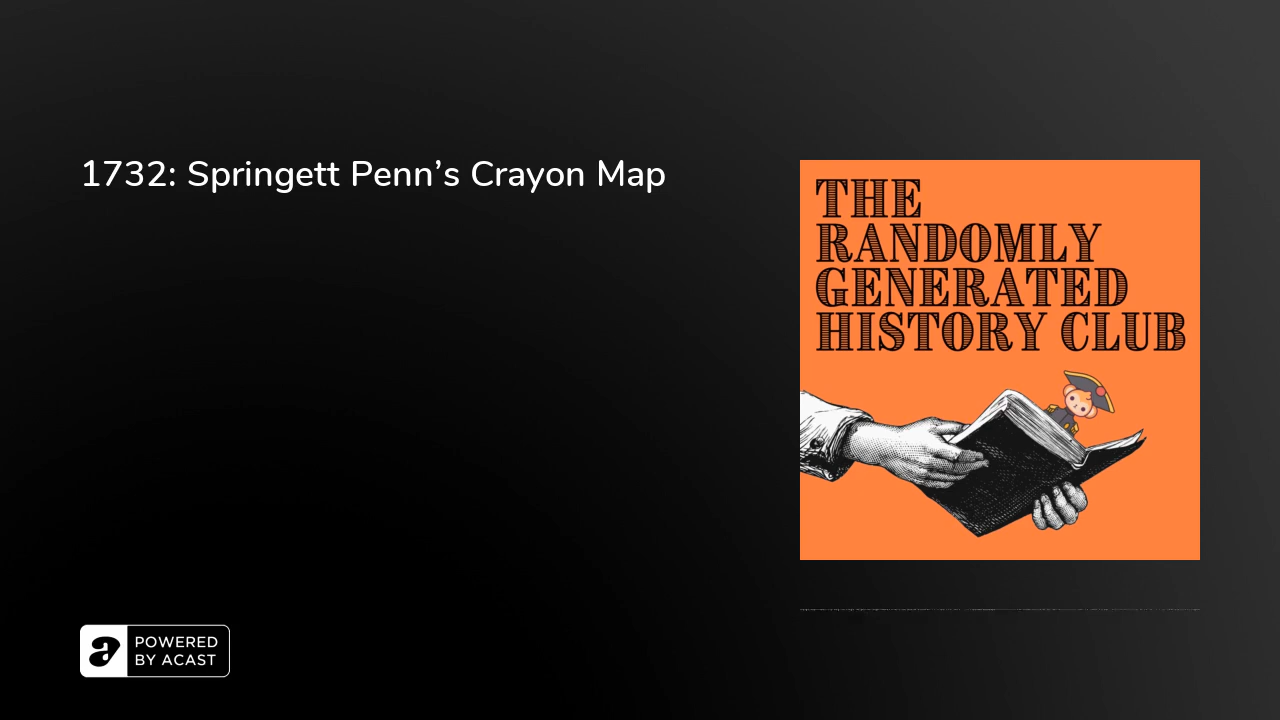 1732: Springett Penn’s Crayon Map
THE
RANDOMLY
GENERATED
HISTORY CLUB
a POWERED
BY ACAST